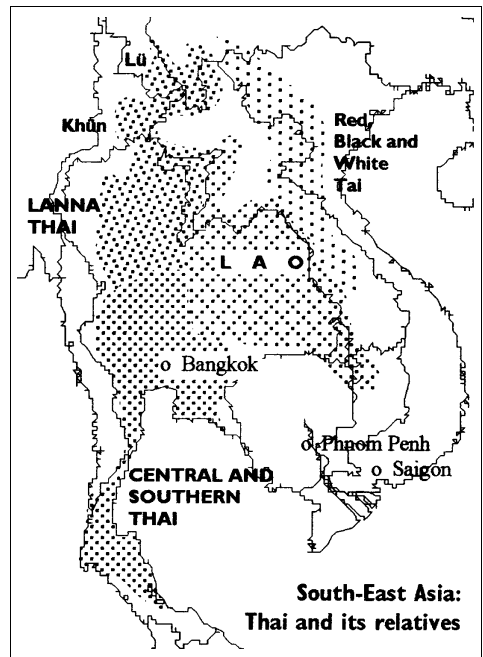 Lü
Khün
Red,
Black and
White
Tai
LANNA
THAI
L A O
Bangkok
Phnom Penh
Saigon
CENTRAL AND
SOUTHERN
THAI
South-East Asia:
Thai and its relatives